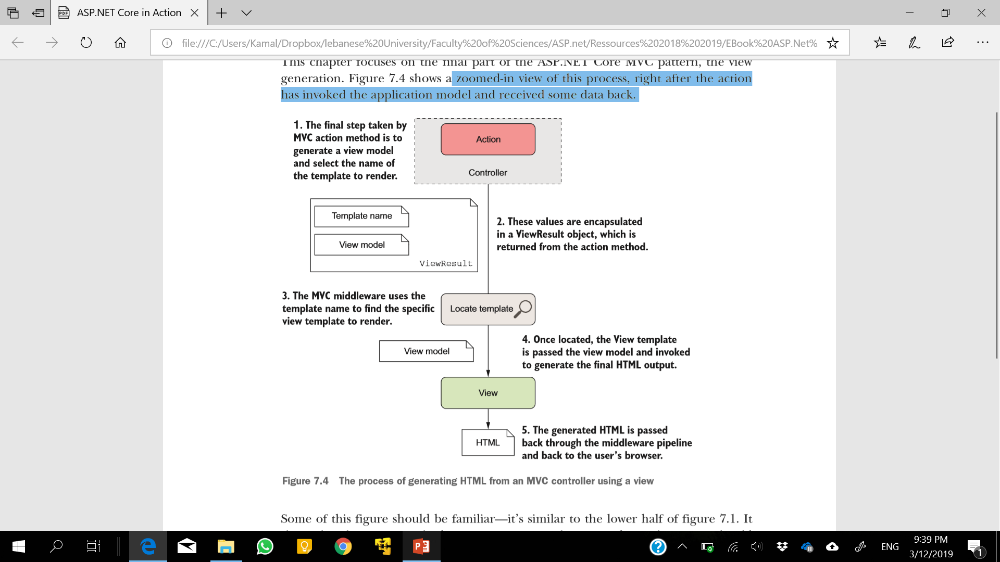 ASP.NET Core in Action
file:///C:/Users/Kamal/Dropbox/lebanese%20University/Faculty%20of%20Sciences/ASP.net/Ressources%202018%202019/EBook%20ASP.Net%
This chapter focuses on the final part of the ASP.NET Core MVC pattern, the view
generation. Figure 7.4 shows a zoomed-in view of this process, right after the action
has invoked the application model and received some data back.
1. The final step taken by
MVC action method is to
generate a view model
and select the name of
the template to render.
Action
Controller
Template name
View model
ViewResult
2. These values are encapsulated
in a ViewResult object, which is
returned from the action method.
3. The MVC middleware uses the
template name to find the specific
view template to render.
Locate template
View model
4. Once located, the View template
is passed the view model and invoked
to generate the final HTML output.
View
HTML
5. The generated HTML is passed
back through the middleware pipeline
and back to the user's browser.
Figure 7.4 The process of generating HTML from an MVC controller using a view
Some of this figure should be familiar—it's similar to the lower half of figure 7.1. It
ENG
9:39 PM
3/12/2019
1